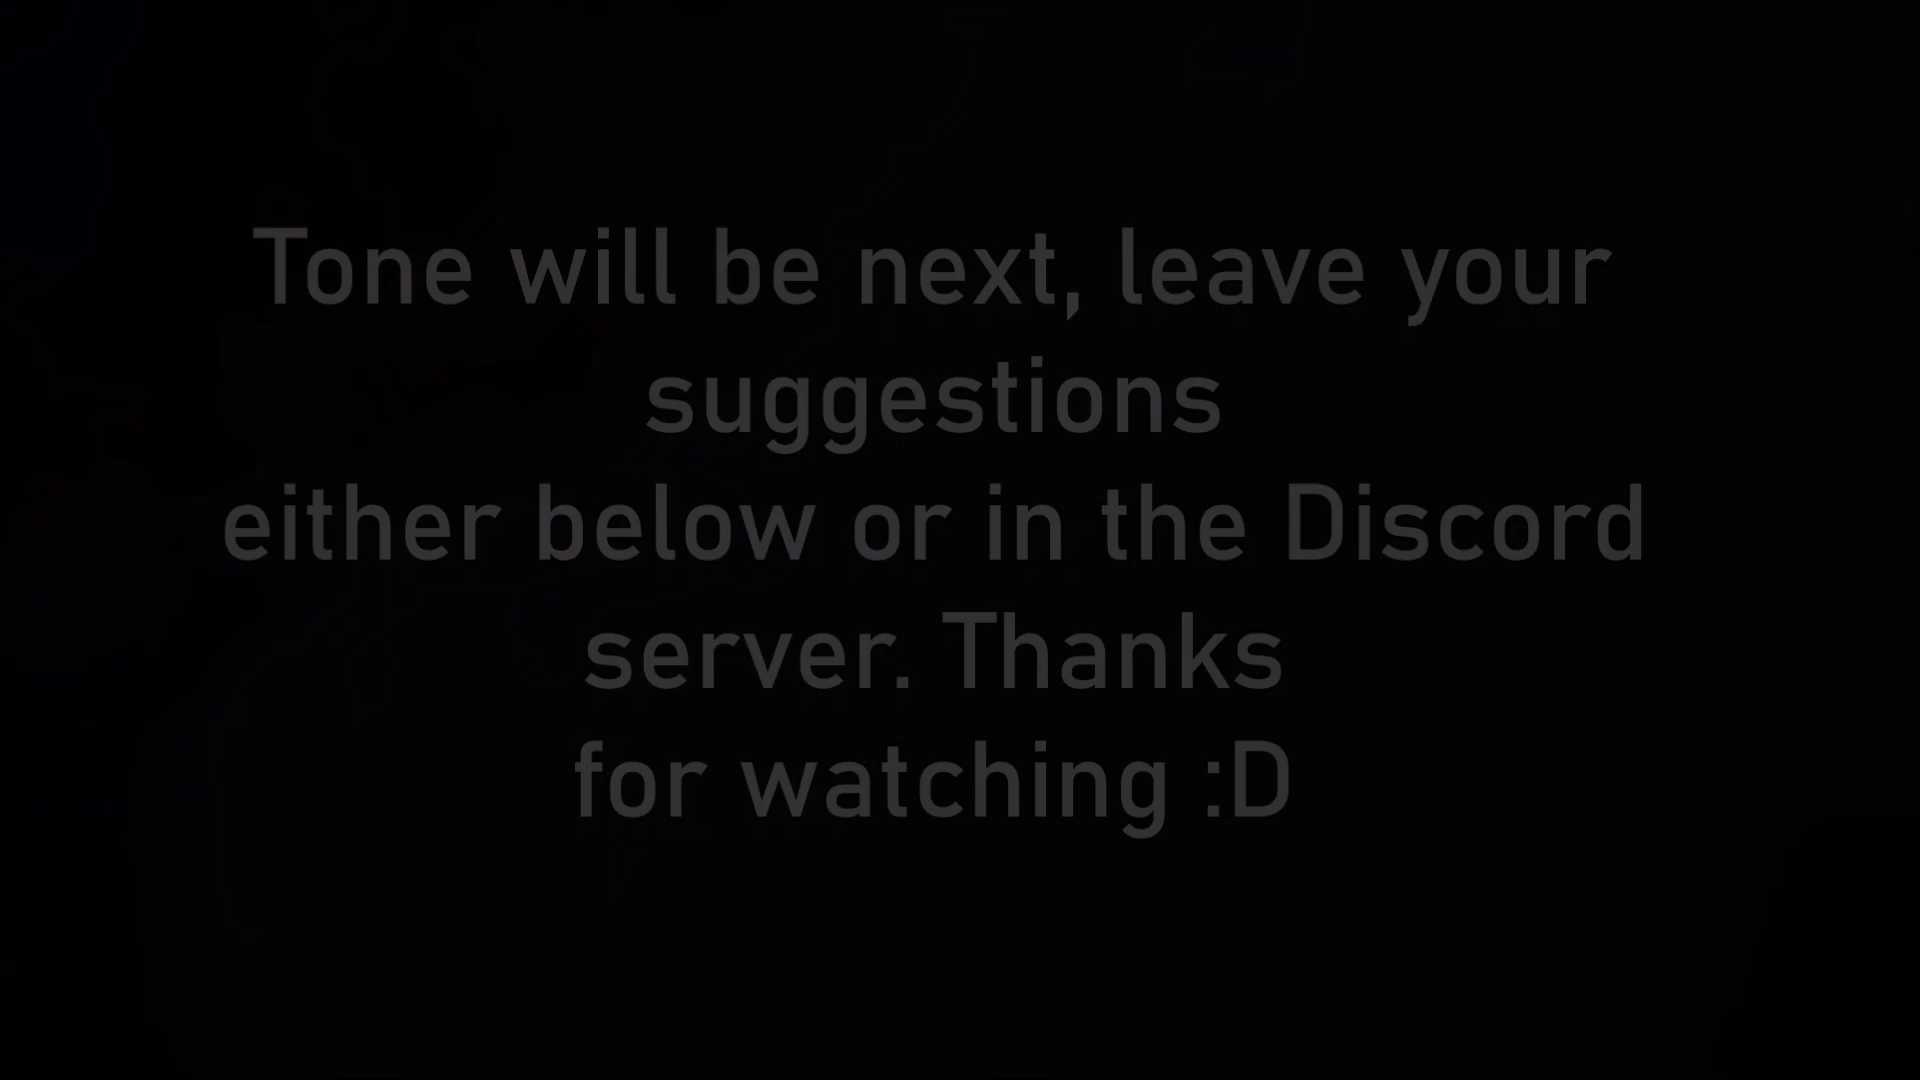 Tone will be next, leave your
suggestions
either below or in the Discord
server. Thanks
for watching :D